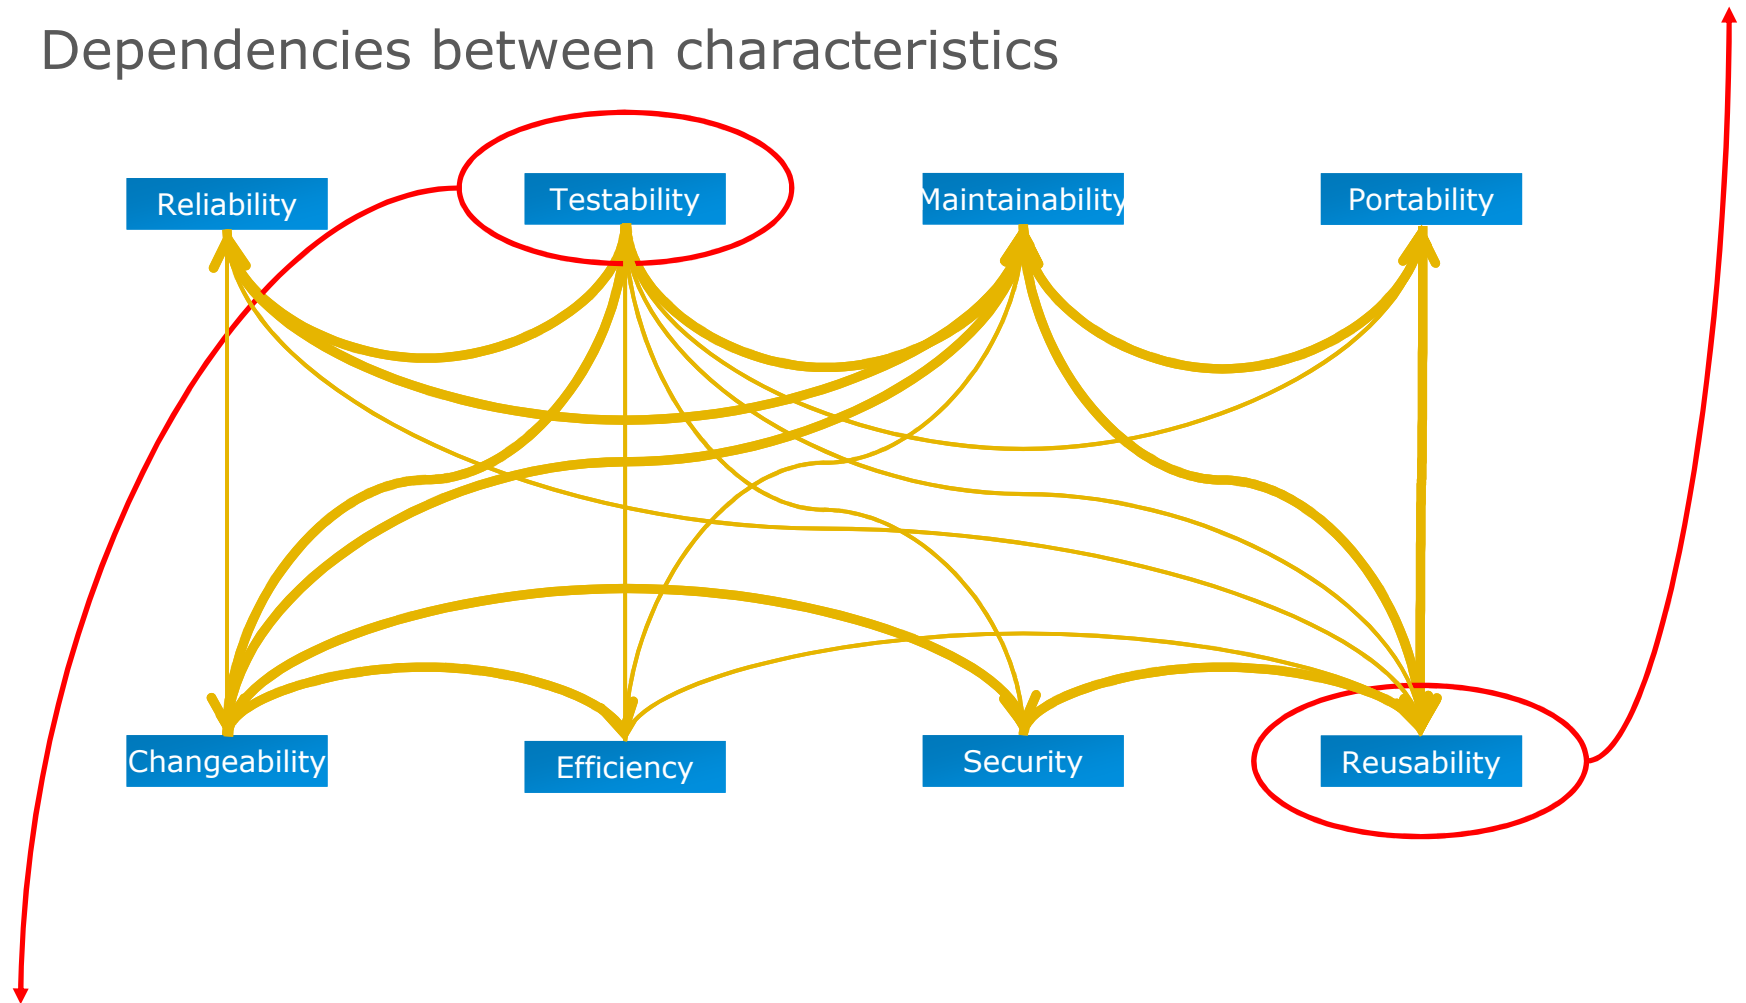 Dependencies between characteristics
Reliability
Testability
Maintainability
Portability
Changeability
Efficiency
Security
Reusability